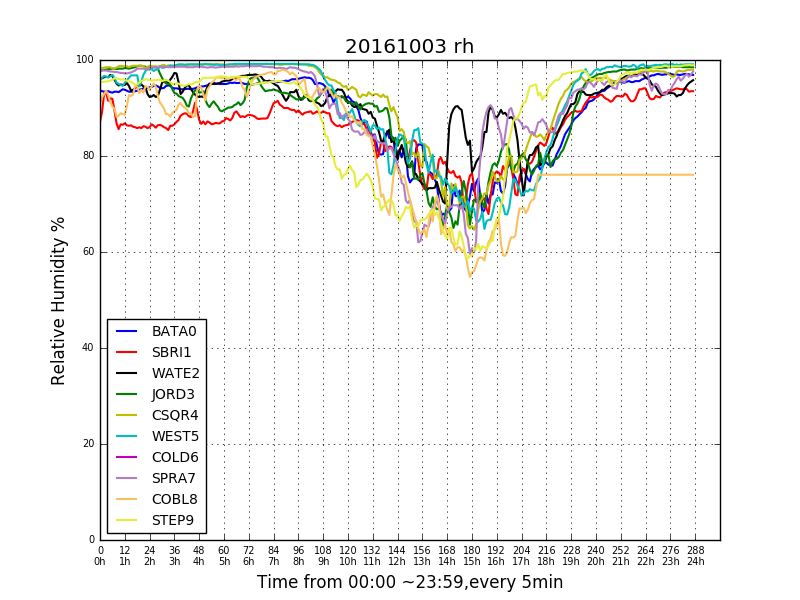 20161003 rh
Relative Humidity %
100
80
60
40
20
0
BATA0
SBRI1
WATE2
JORD3
CSQR4
WEST5
COLD6
SPRA7
COBL8
STEP9
0 12 24 36 48 60 72 84 96 108 120 132 144 156 168 180 192 204 216 228 240 252 264 276 288
0h 1h 2h 3h 4h 5h 6h 7h 8h 9h 10h 11h 12h 13h 14h 15h 16h 17h 18h 19h 20h 21h 22h 23h 24h
Time from 00:00 ~23:59,every 5min